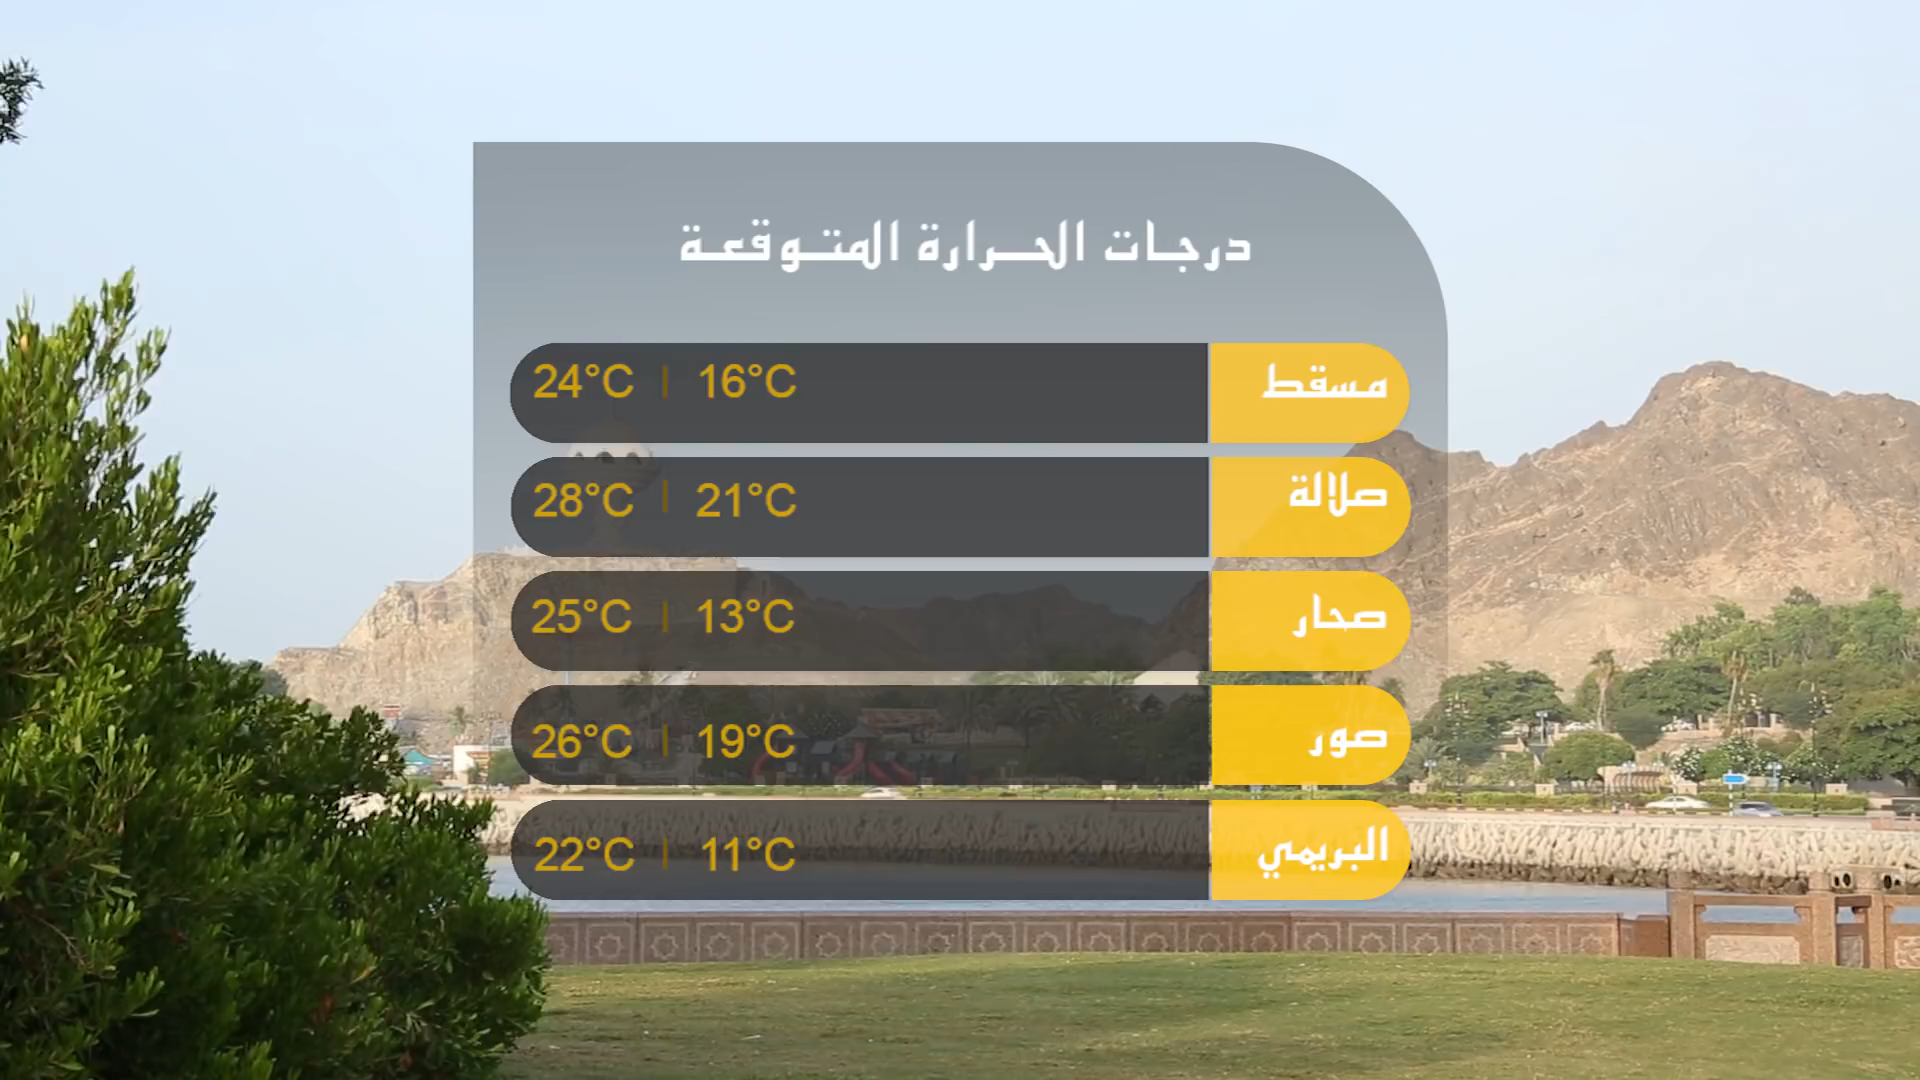 درجات الحرارة المتوقعة
مسقط 16°C | 24°C
صلالة 21°C | 28°C
صحار 13°C | 25°C
صور 19°C | 26°C
البريمي 11°C | 22°C